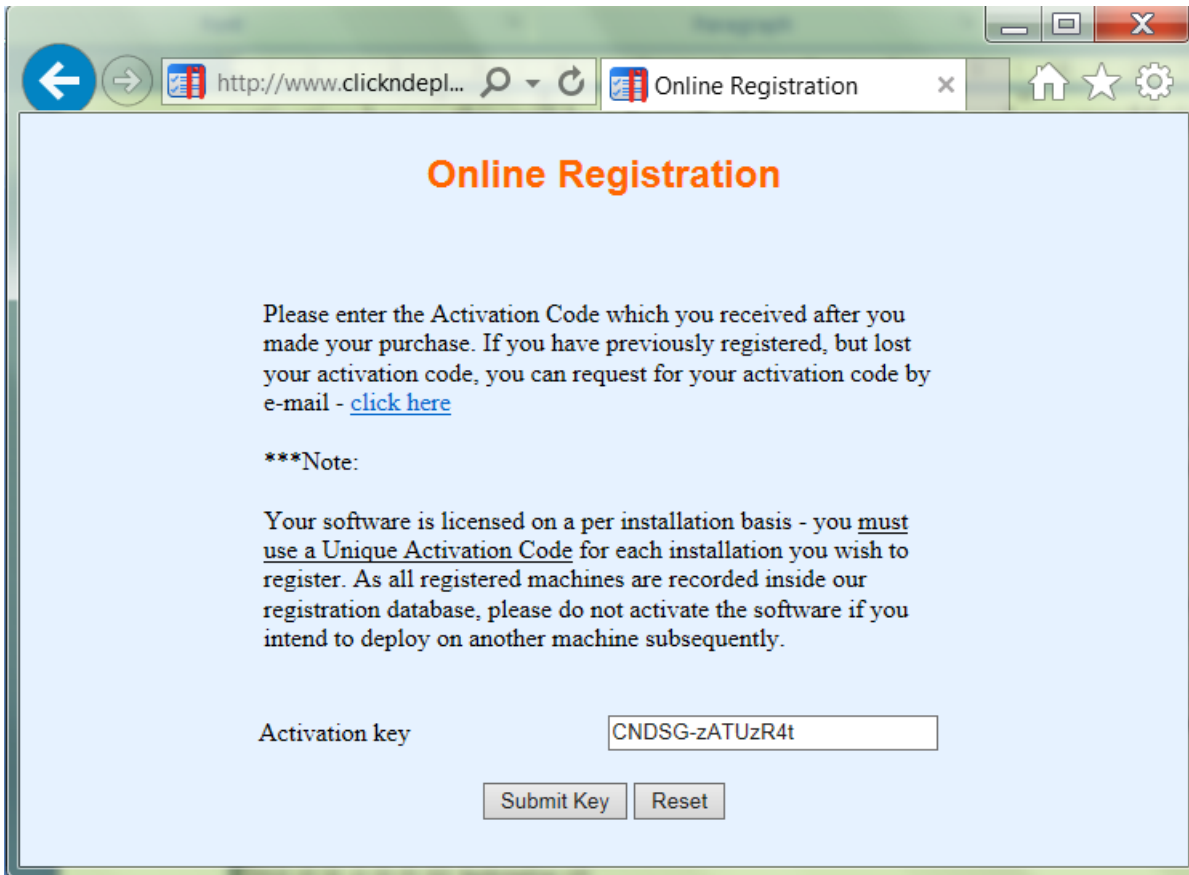 http://www.clickndepl...
Online Registration
Online Registration
Please enter the Activation Code which you received after you
made your purchase. If you have previously registered, but lost
your activation code, you can request for your activation code by
e-mail - click here
***Note:
Your software is licensed on a per installation basis - you must
use a Unique Activation Code for each installation you wish to
register. As all registered machines are recorded inside our
registration database, please do not activate the software if you
intend to deploy on another machine subsequently.
Activation key CNDSG-zATUzR4t
Submit Key Reset